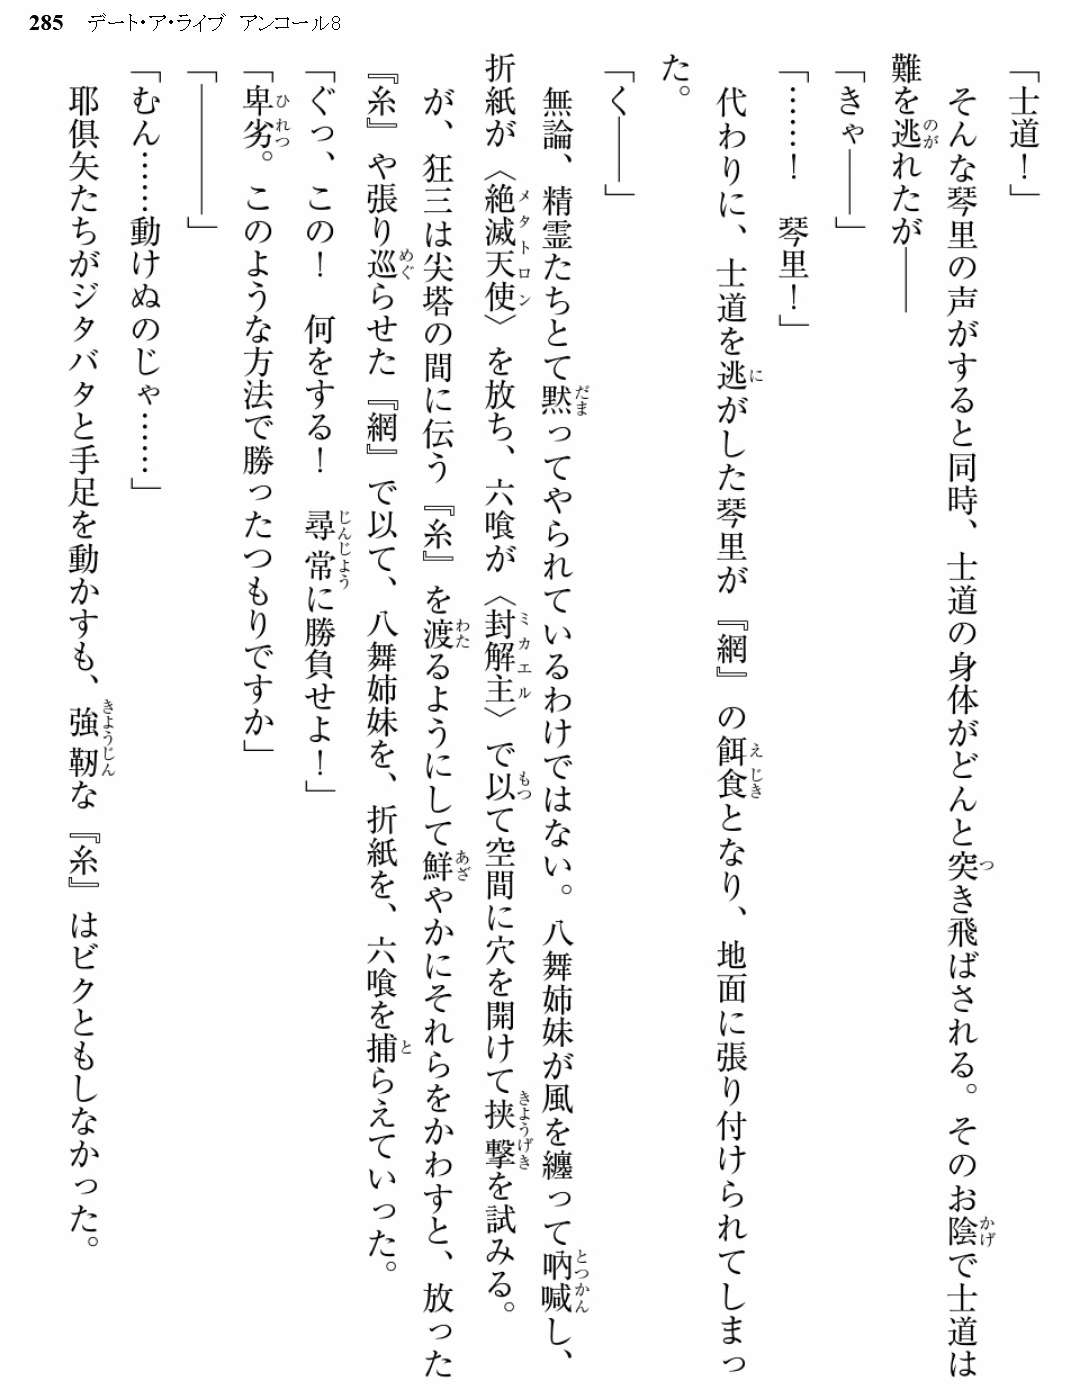 285 デート・ア・ライブ アンコール8
「士道！」
そんな琴里の声がすると同時、士道の身体がどんと突き飛ばされる。そのお陰で士道は
難を逃れたが――
「きゃ――」
「……！　琴里！」
代わりに、士道を逃がした琴里が『網』の餌食となり、地面に張り付けられてしまっ
た。
「く――」
無論、精霊たちとて黙ってやられているわけではない。八舞姉妹が風を纏って吶喊し、
折紙が〈絶滅天使〉を放ち、六喰が〈封解主〉で以て空間に穴を開けて挟撃を試みる。
が、狂三は尖塔の間に伝う『糸』を渡るようにして鮮やかにそれらをかわすと、放った
『糸』や張り巡らせた『網』で以て、八舞姉妹を、折紙を、六喰を捕らえていった。
「ぐっ、この！　何をする！　尋常に勝負せよ！」
「卑劣。このような方法で勝ったつもりですか」
「――――」
「むん……動けぬのじゃ……」
耶俱矢たちがジタバタと手足を動かすも、強靭な『糸』はビクともしなかった。